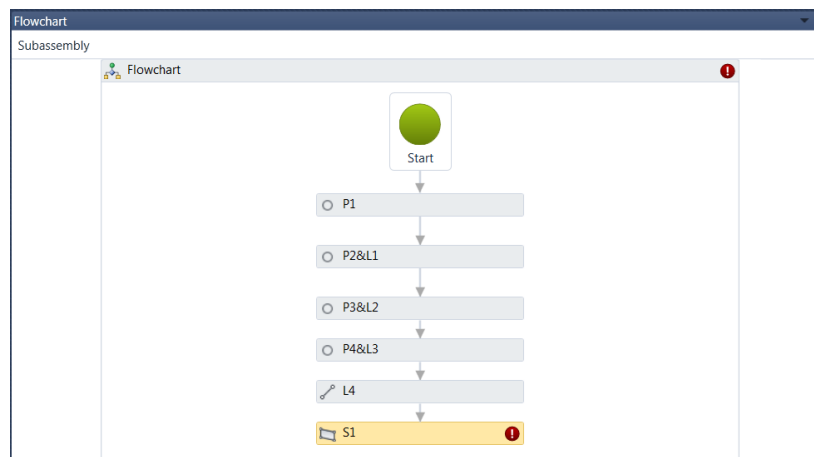 Flowchart
Subassembly
Flowchart
Start
P1
P2&L1
P3&L2
P4&L3
L4
S1